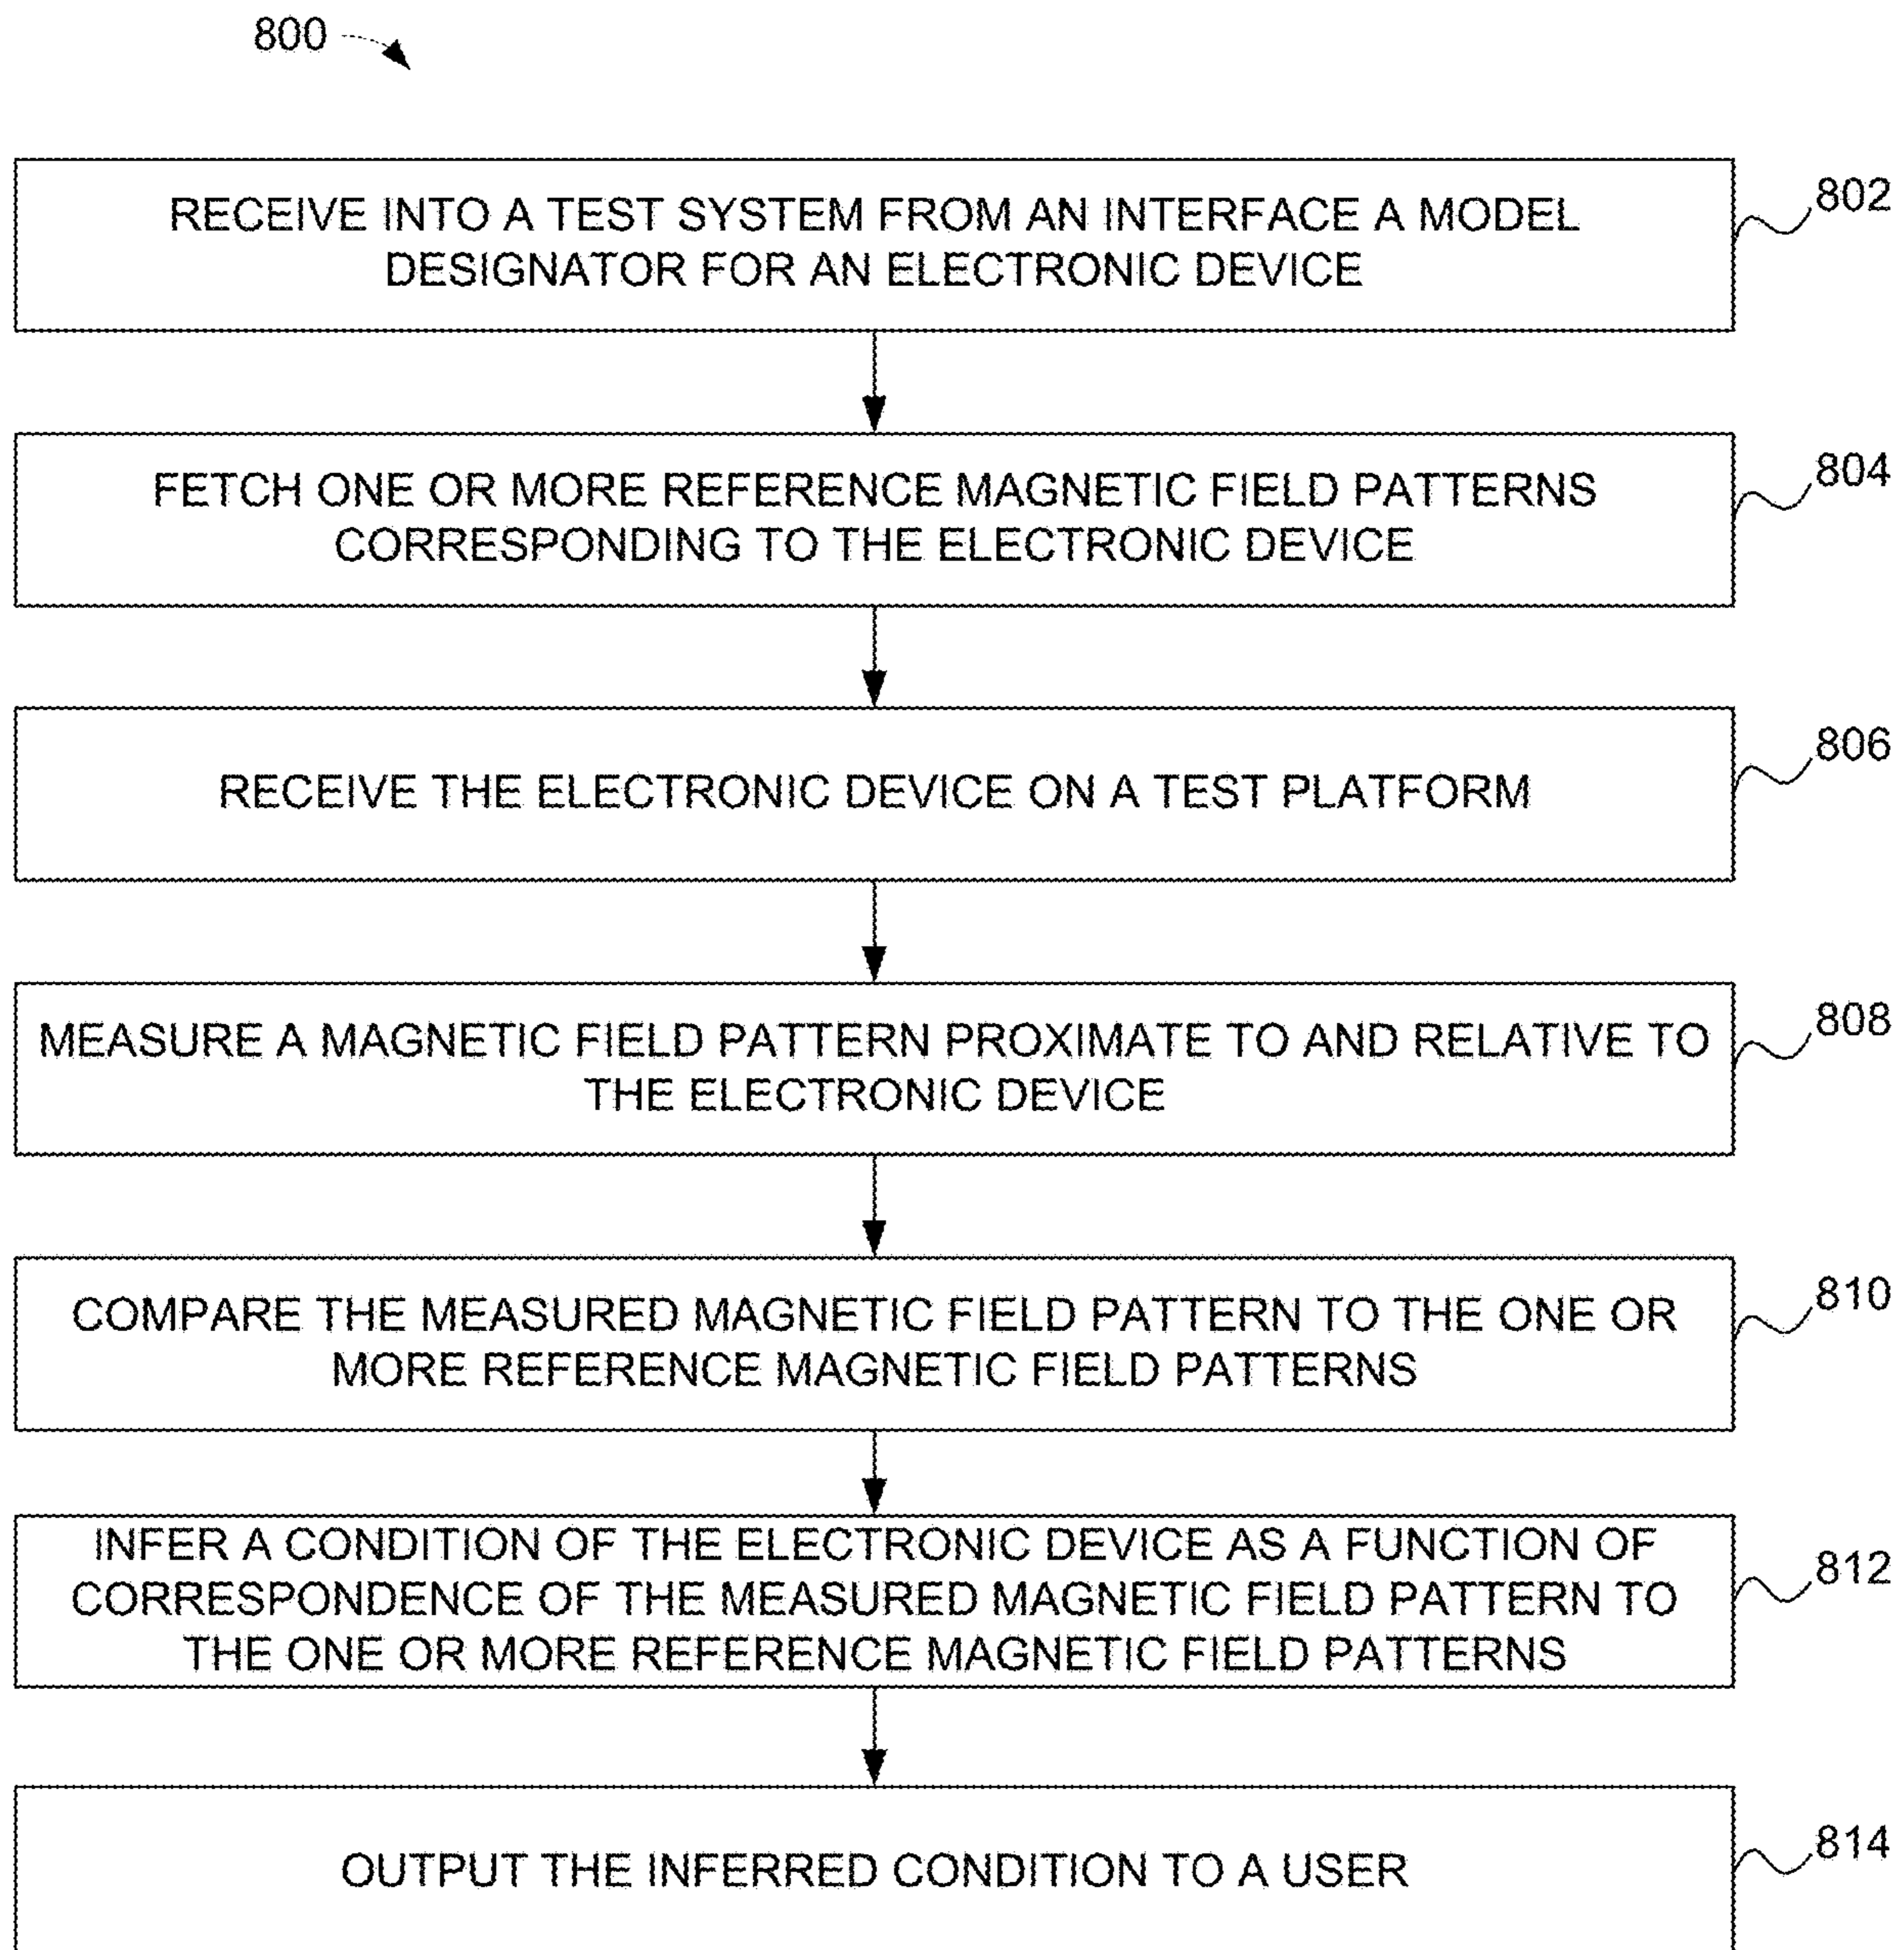 800
RECEIVE INTO A TEST SYSTEM FROM AN INTERFACE A MODEL
DESIGNATOR FOR AN ELECTRONIC DEVICE
802
FETCH ONE OR MORE REFERENCE MAGNETIC FIELD PATTERNS
CORRESPONDING TO THE ELECTRONIC DEVICE
804
RECEIVE THE ELECTRONIC DEVICE ON A TEST PLATFORM
806
MEASURE A MAGNETIC FIELD PATTERN PROXIMATE TO AND RELATIVE TO
THE ELECTRONIC DEVICE
808
COMPARE THE MEASURED MAGNETIC FIELD PATTERN TO THE ONE OR
MORE REFERENCE MAGNETIC FIELD PATTERNS
810
INFER A CONDITION OF THE ELECTRONIC DEVICE AS A FUNCTION OF
CORRESPONDENCE OF THE MEASURED MAGNETIC FIELD PATTERN TO
THE ONE OR MORE REFERENCE MAGNETIC FIELD PATTERNS
812
OUTPUT THE INFERRED CONDITION TO A USER
814